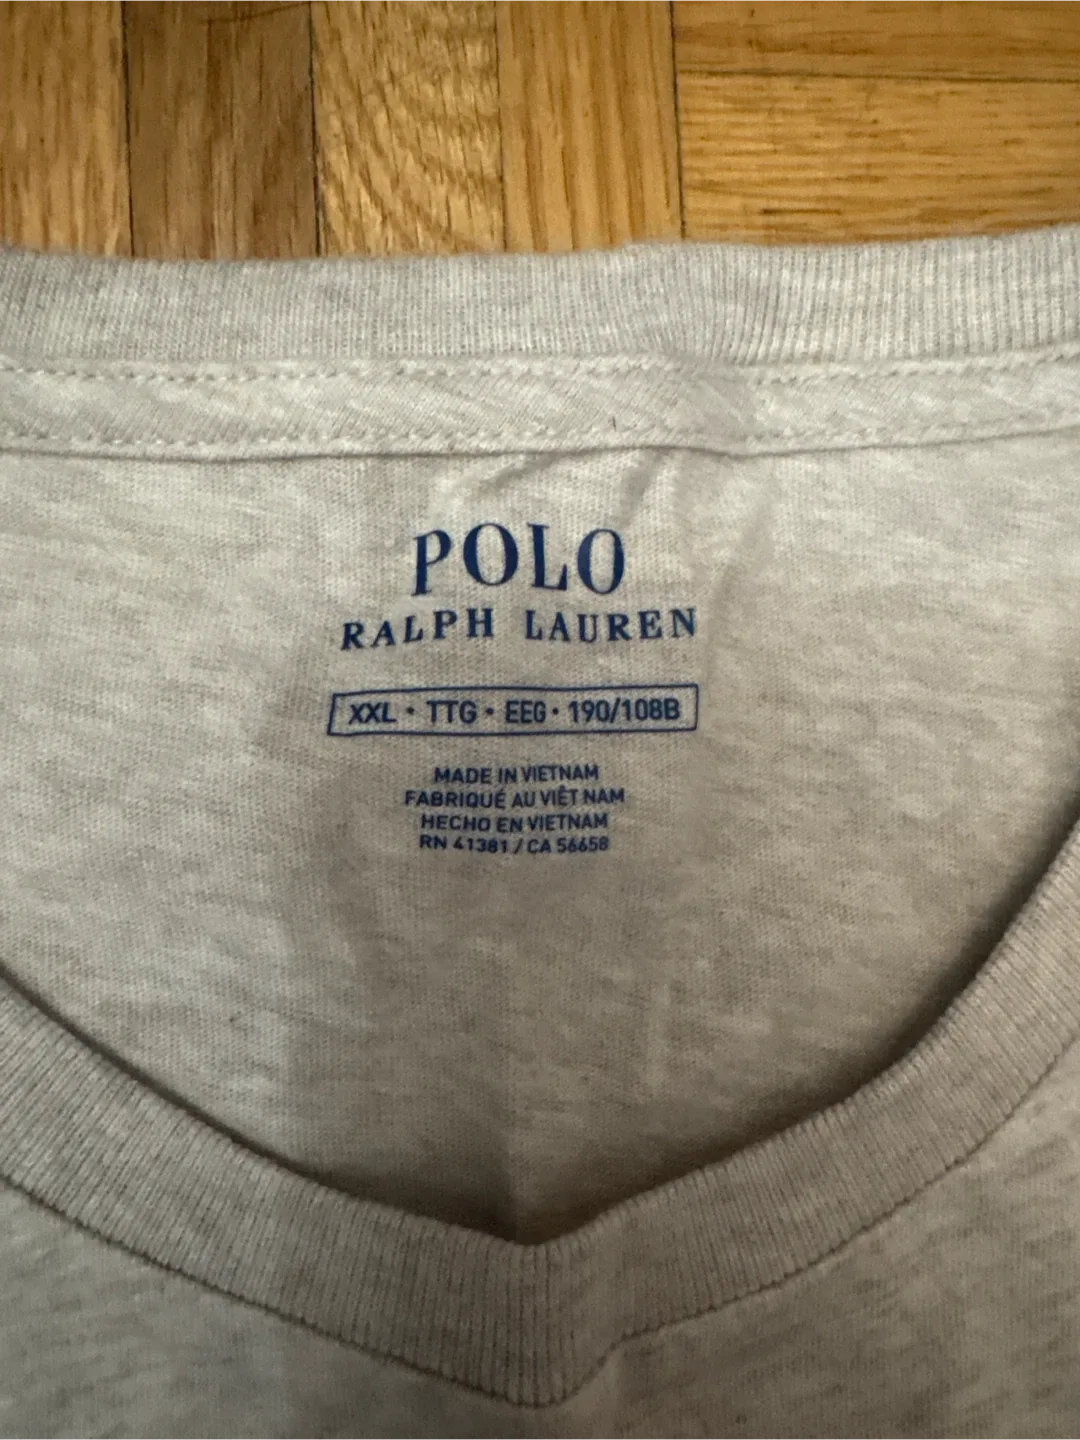 POLO
RALPH LAUREN
XXL • TTG • EEG • 190/108B
MADE IN VIETNAM
FABRIQUÉ AU VIÊT NAM
HECHO EN VIETNAM
RN 41381 / CA 56658